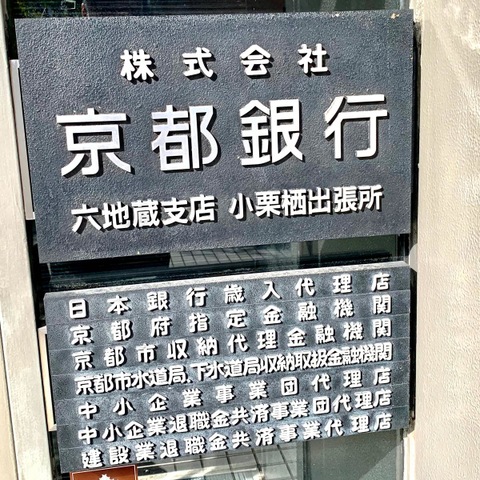 株式会社
京都銀行
六地蔵支店 小栗栖出張所
日本銀行歳入代理店
京都府指定金融機関
京都市収納代理金融機関
京都市水道局、下水道局収納取扱金融機関
中小企業事業団代理店
中小企業退職金共済事業団代理店
建設業退職金共済事業代理店